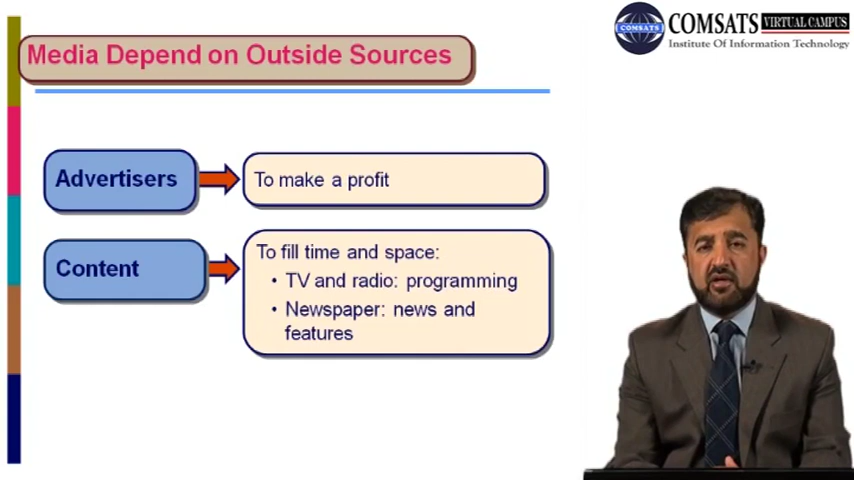 Media Depend on Outside Sources
COMSATS VIRTUAL CAMPUS
Institute Of Information Technology
Advertisers
To make a profit
Content
To fill time and space:
• TV and radio: programming
• Newspaper: news and
features